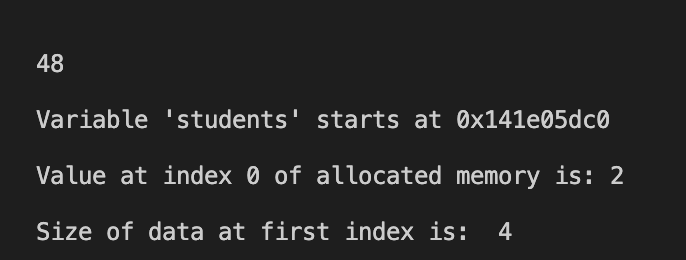 48
Variable 'students' starts at 0x141e05dc0
Value at index 0 of allocated memory is: 2
Size of data at first index is:  4